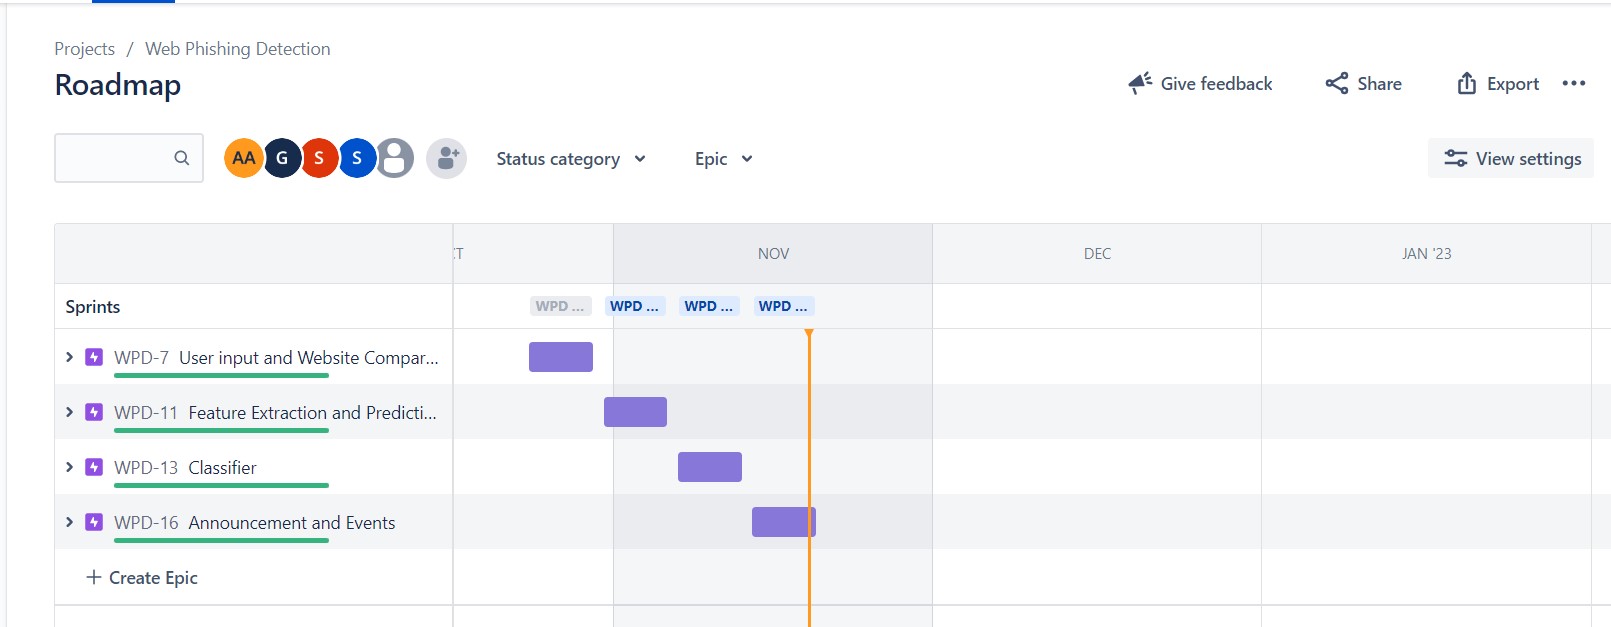 Projects / Web Phishing Detection
Roadmap
Give feedback
Share
Export
AA G S S
Status category
Epic
View settings
NOV
DEC
JAN '23
Sprints
WPD ... WPD ... WPD ... WPD ...
WPD-7 User input and Website Compar...
WPD-11 Feature Extraction and Predicti...
WPD-13 Classifier
WPD-16 Announcement and Events
+ Create Epic